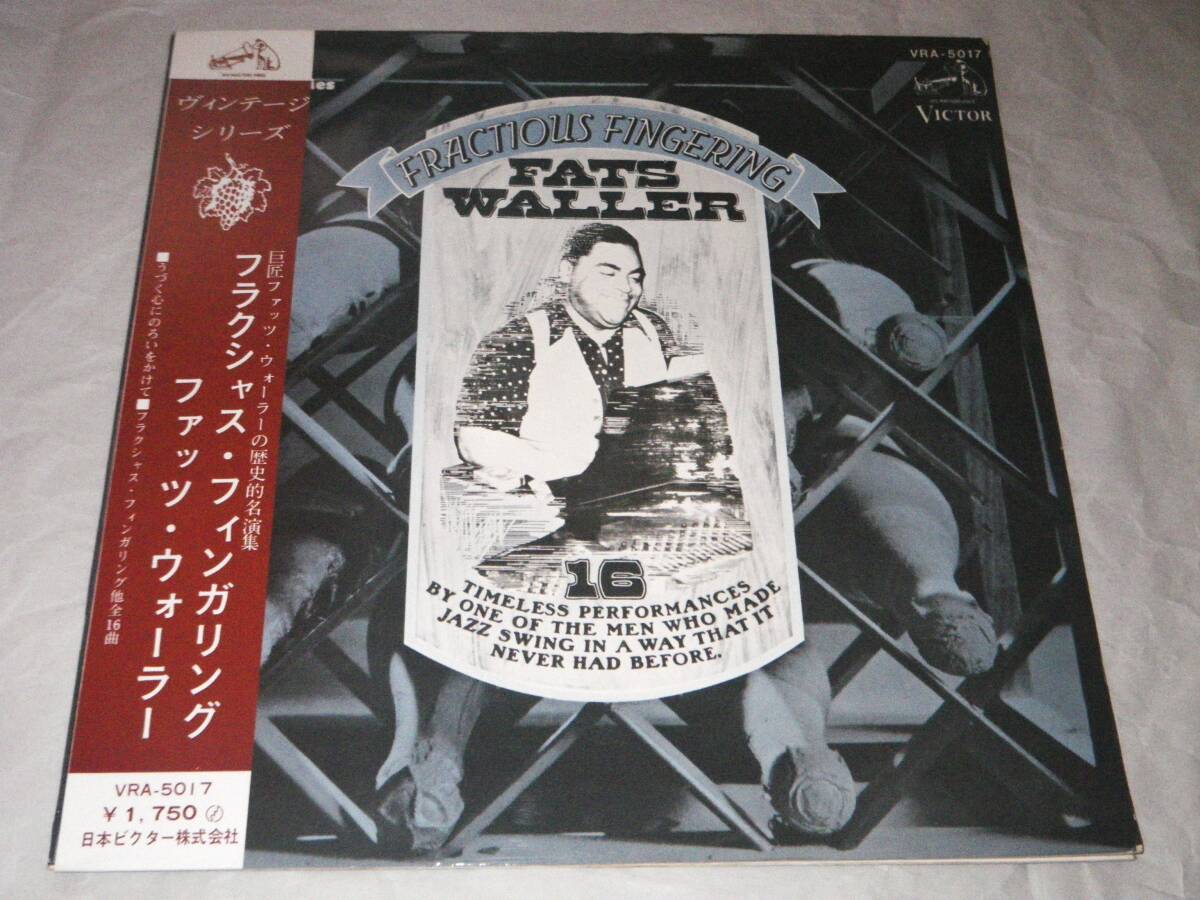 ヴィンテージ
シリーズ
巨匠ファッツ・ウォーラーの歴史的名演集
フラクシャス・フィンガリング
ファッツ・ウォーラー
■うづく心にのろいをかけて■フラクシャス・フィンガリング他全16曲
VRA-5017
¥1,750
日本ビクター株式会社
VRA-5017
VICTOR
FRACTIOUS FINGERING
FATS
WALLER
16
TIMELESS PERFORMANCES
BY ONE OF THE MEN WHO MADE
JAZZ SWING IN A WAY THAT IT
NEVER HAD BEFORE.